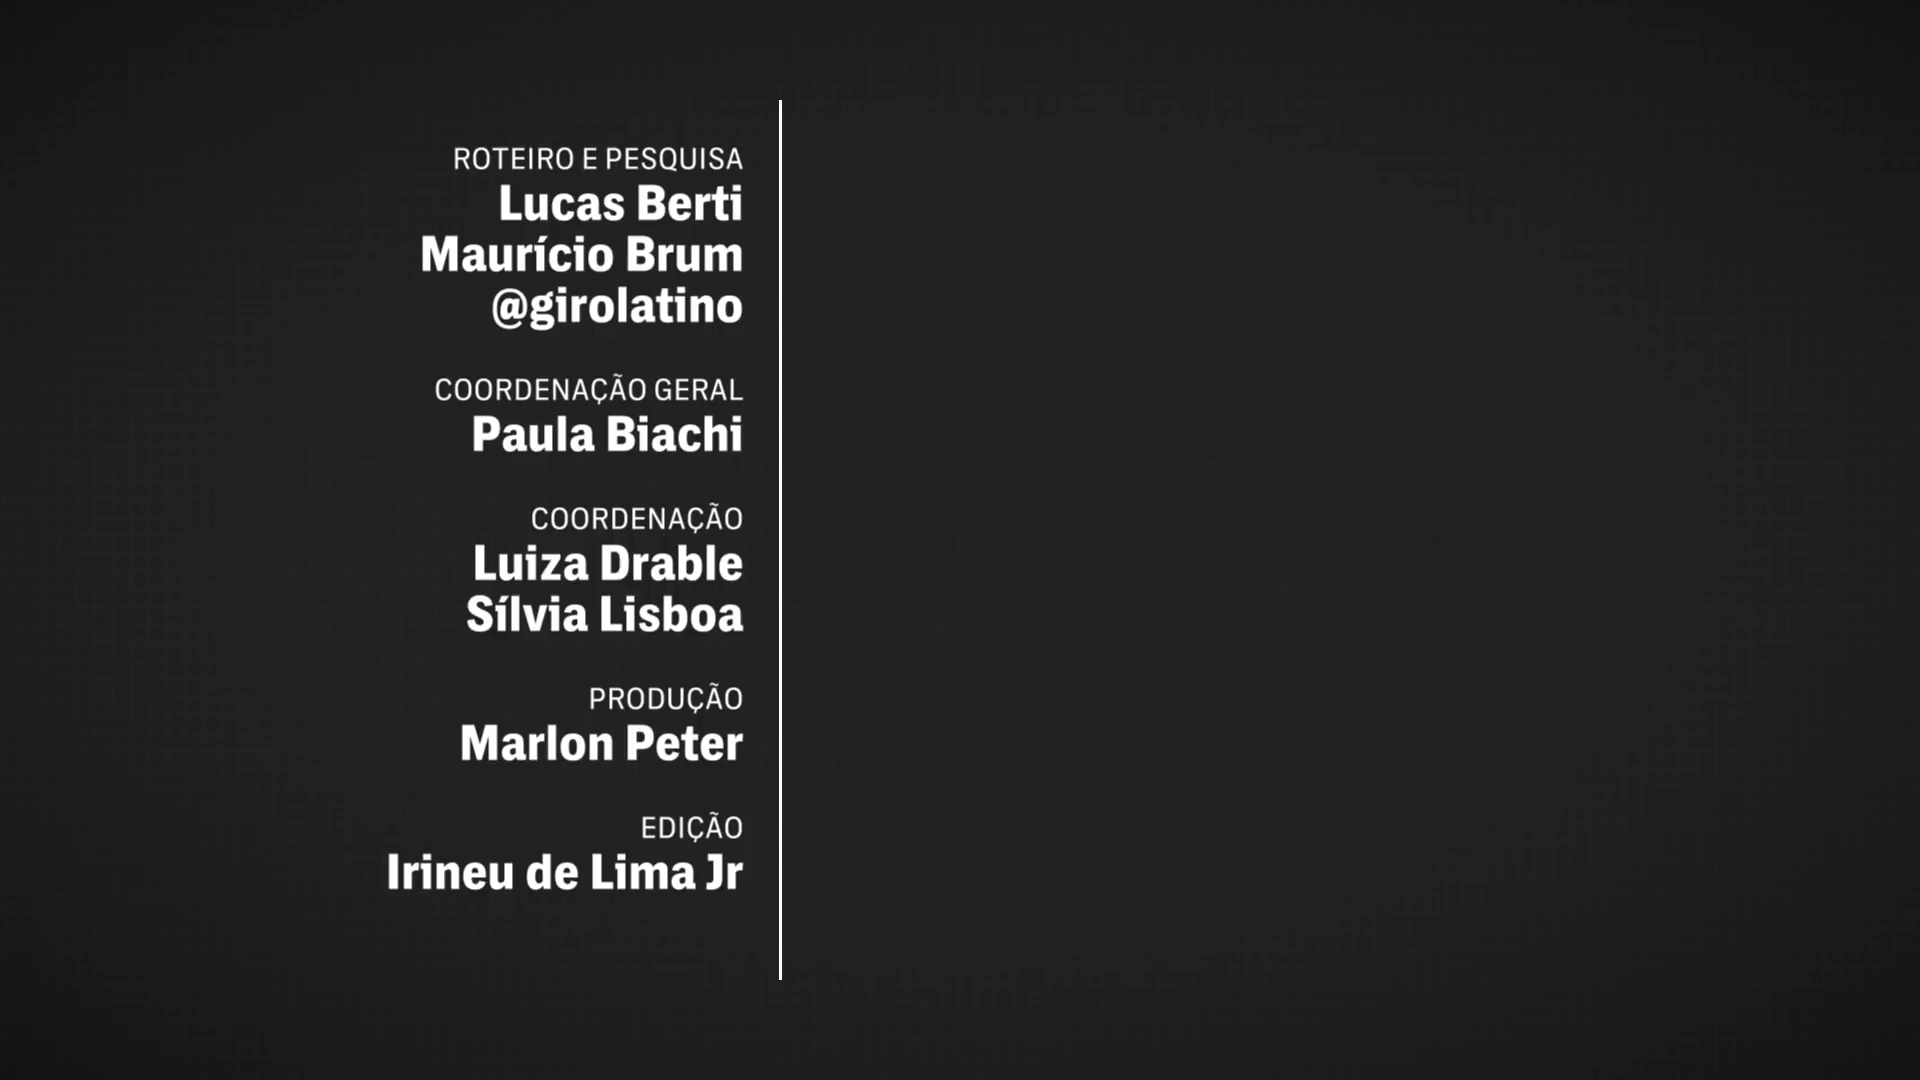 ROTEIRO E PESQUISA
Lucas Berti
Maurício Brum
@girolatino
COORDENAÇÃO GERAL
Paula Biachi
COORDENAÇÃO
Luiza Drable
Sílvia Lisboa
PRODUÇÃO
Marlon Peter
EDIÇÃO
Irineu de Lima Jr